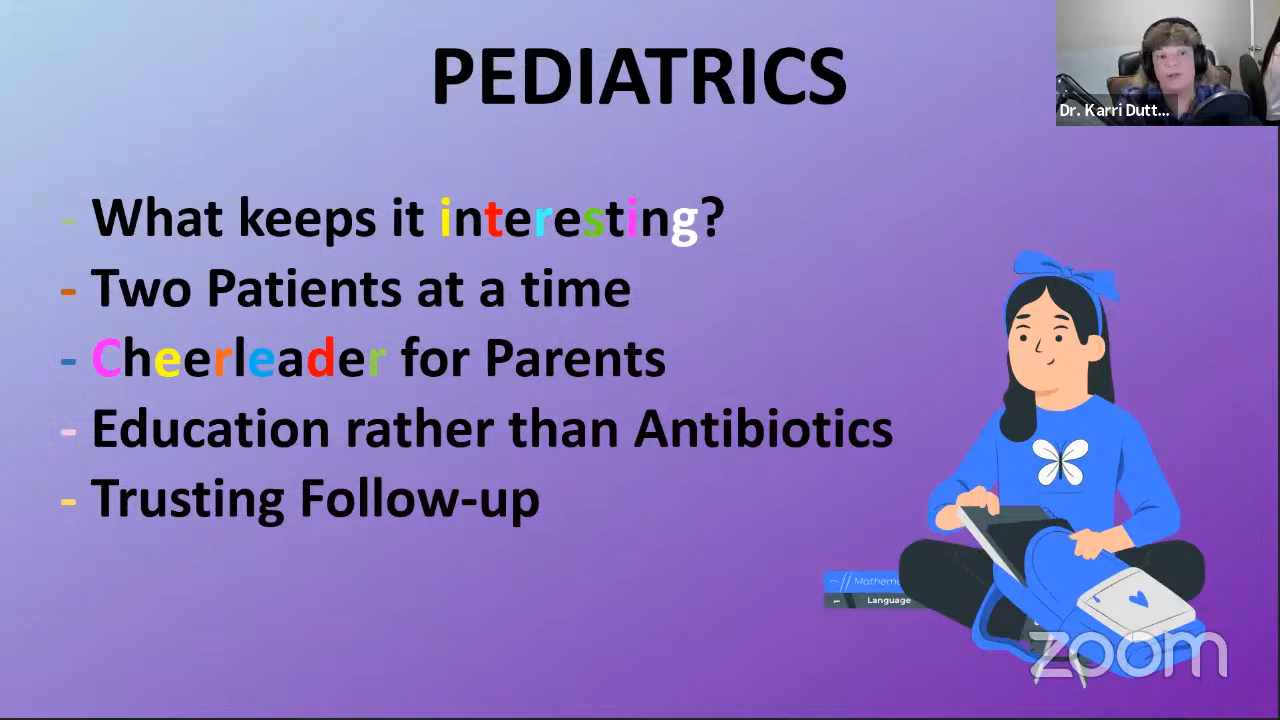 PEDIATRICS
Dr. Karri Dutt...
- What keeps it interesting?
- Two Patients at a time
- Cheerleader for Parents
- Education rather than Antibiotics
- Trusting Follow-up
Language
zoom